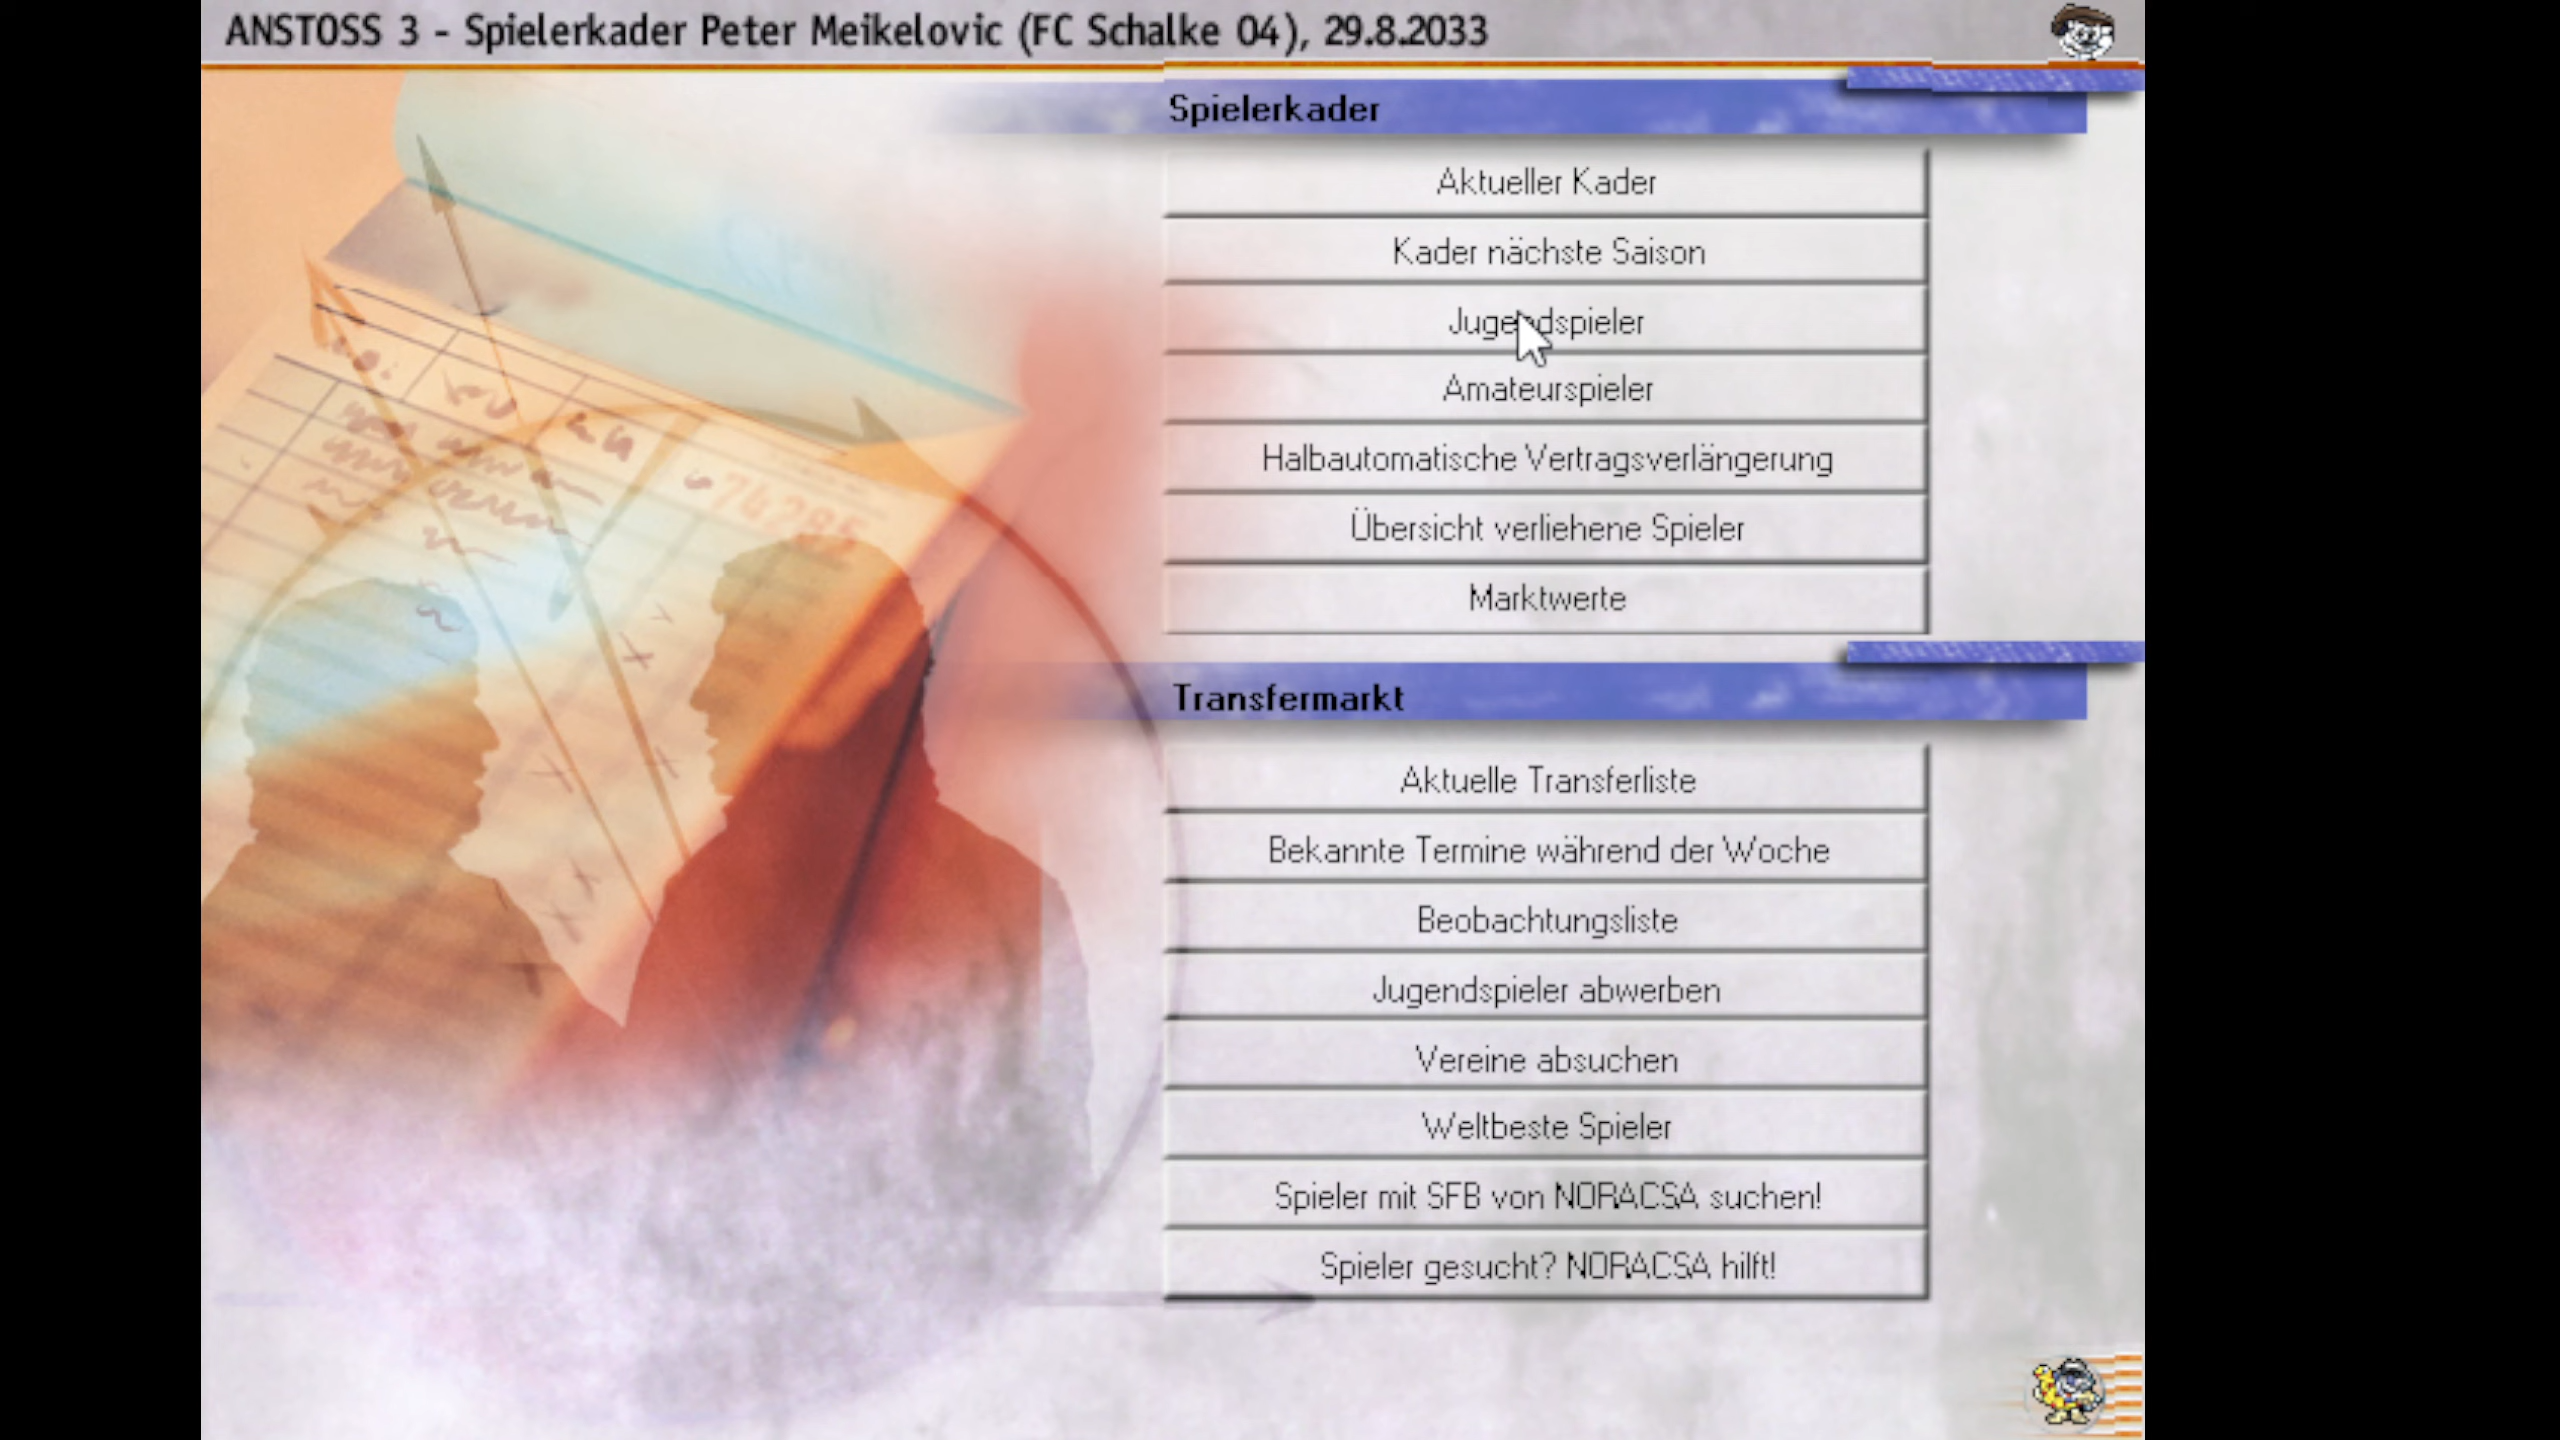 ANSTOSS 3 - Spielerkader Peter Meikelovic (FC Schalke 04), 29.8.2033
Spielerkader
Aktueller Kader
Kader nächste Saison
Jugendspieler
Amateurspieler
Halbautomatische Vertragsverlängerung
Übersicht verliehene Spieler
Marktwerte
Transfermarkt
Aktuelle Transferliste
Bekannte Termine während der Woche
Beobachtungsliste
Jugendspieler abwerben
Vereine absuchen
Weltbeste Spieler
Spieler mit SFB von NORACSA suchen!
Spieler gesucht? NORACSA hilft!
74285